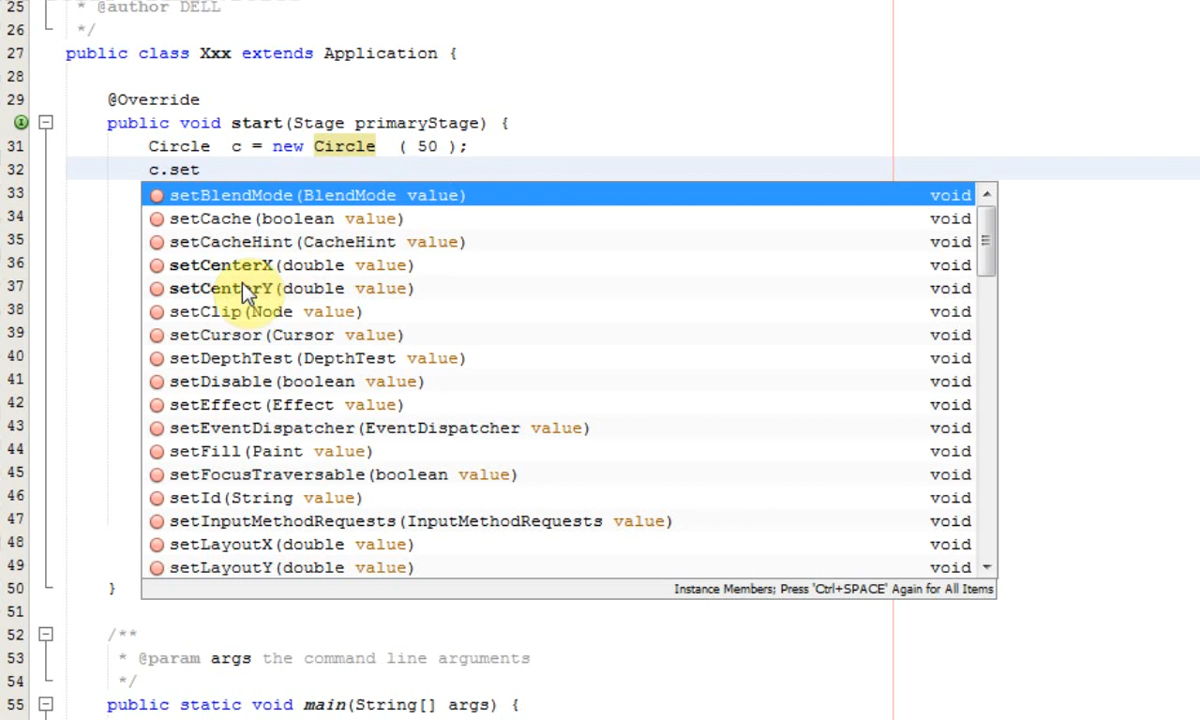 25 * @author DELL
26 */
27 public class Xxx extends Application {
28
29 @Override
public void start(Stage primaryStage) {
31 Circle c = new Circle ( 50 );
32 c.set
33 setBlendMode(BlendMode value) void
34 setCache(boolean value) void
35 setCacheHint(CacheHint value) void
36 setCenterX(double value) void
37 setCenterY(double value) void
38 setClip(Node value) void
39 setCursor(Cursor value) void
40 setDepthTest(DepthTest value) void
41 setDisable(boolean value) void
42 setEffect(Effect value) void
43 setEventDispatcher(EventDispatcher value) void
44 setFill(Paint value) void
45 setFocusTraversable(boolean value) void
46 setId(String value) void
47 setInputMethodRequests(InputMethodRequests value) void
48 setLayoutX(double value) void
49 setLayoutY(double value) void
50 } Instance Members; Press 'Ctrl+SPACE' Again for All Items
51
52 /**
53 * @param args the command line arguments
54 */
55 public static void main(String[] args) {